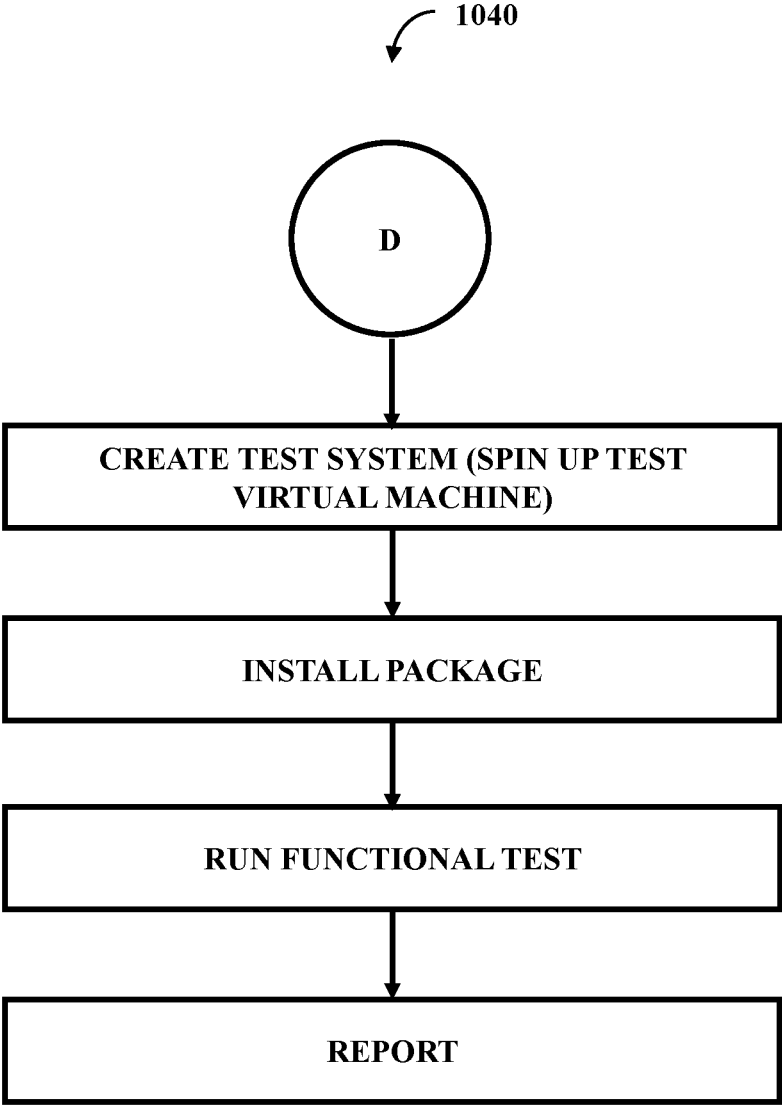 1040
D
CREATE TEST SYSTEM (SPIN UP TEST
VIRTUAL MACHINE)
INSTALL PACKAGE
RUN FUNCTIONAL TEST
REPORT